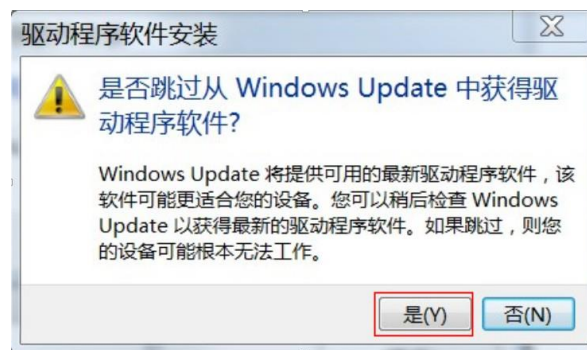 驱动程序软件安装
是否跳过从 Windows Update 中获得驱
动程序软件?
Windows Update 将提供可用的最新驱动程序软件，该
软件可能更适合您的设备。您可以稍后检查 Windows
Update 以获得最新的驱动程序软件。如果跳过，则您
的设备可能根本无法工作。
是(Y)
否(N)